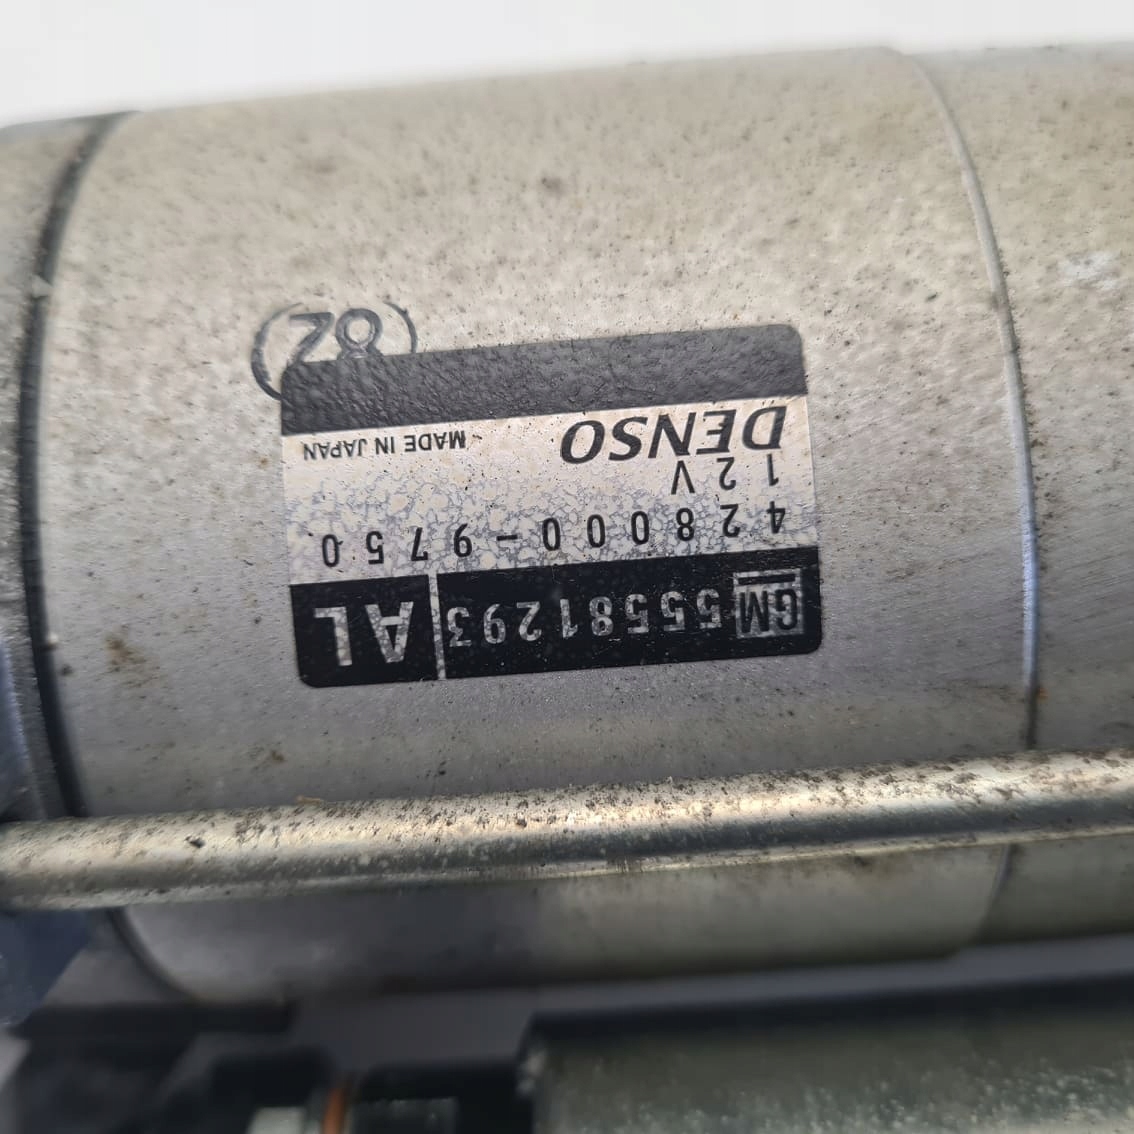 GM 55581293 AL
428000-9750
12V
DENSO MADE IN JAPAN
82